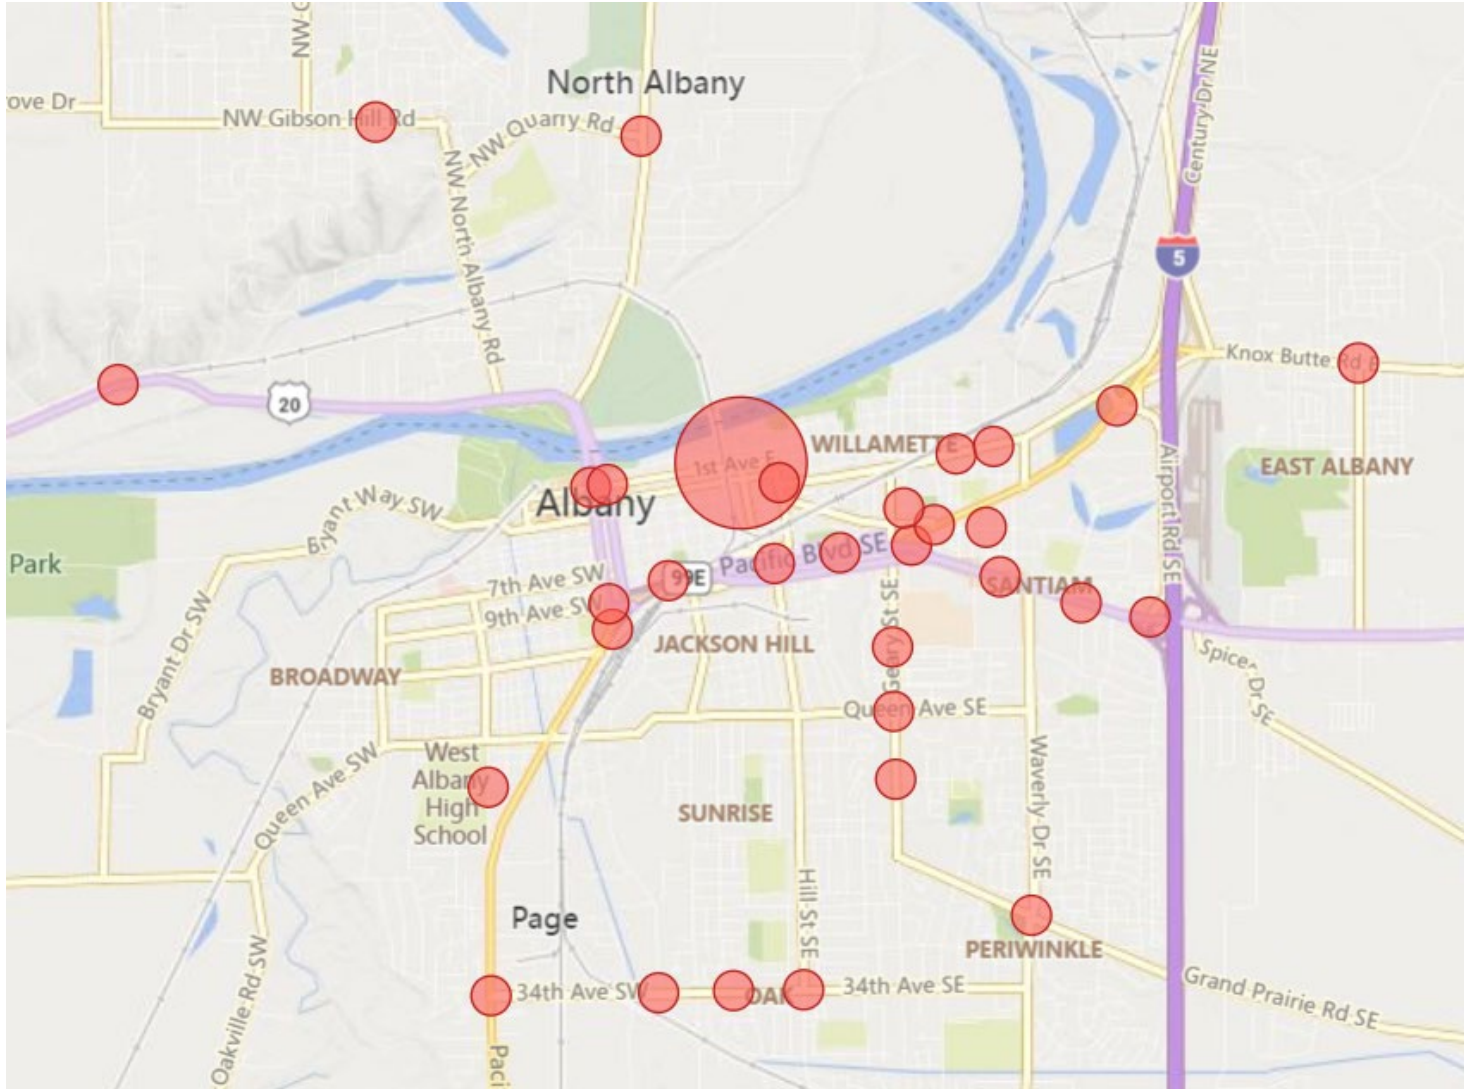 NW C
North Albany
ove Dr
NW Gibson Hill Rd
NW Quarry Rd
Century Dr NE
NW North Albany Rd
5
20
Knox Butte Rd E
WILLAMETTE
1st Ave E
EAST ALBANY
Albany
Bryant Way SW
Airport Rd SE
Park
Pacific Blvd SE
99E
7th Ave SW
9th Ave SW
SANTIAM
Bryant Dr SW
Geary St SE
JACKSON HILL
BROADWAY
Spicer Dr SE
Queen Ave SE
West
Albany
High
School
Queen Ave SW
SUNRISE
Waverly Dr SE
Page
Hill St SE
PERIWINKLE
34th Ave SW
OAK
34th Ave SE
Grand Prairie Rd SE
Oakville Rd SW
Paci